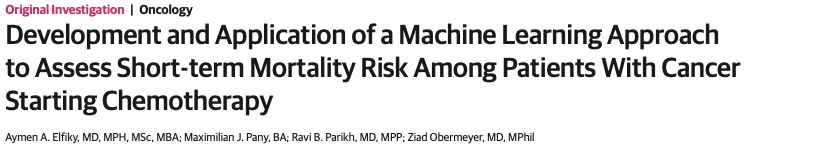 Original Investigation | Oncology
Development and Application of a Machine Learning Approach
to Assess Short-term Mortality Risk Among Patients With Cancer
Starting Chemotherapy
Aymen A. Elfiky, MD, MPH, MSc, MBA; Maximilian J. Pany, BA; Ravi B. Parikh, MD, MPP; Ziad Obermeyer, MD, MPhil